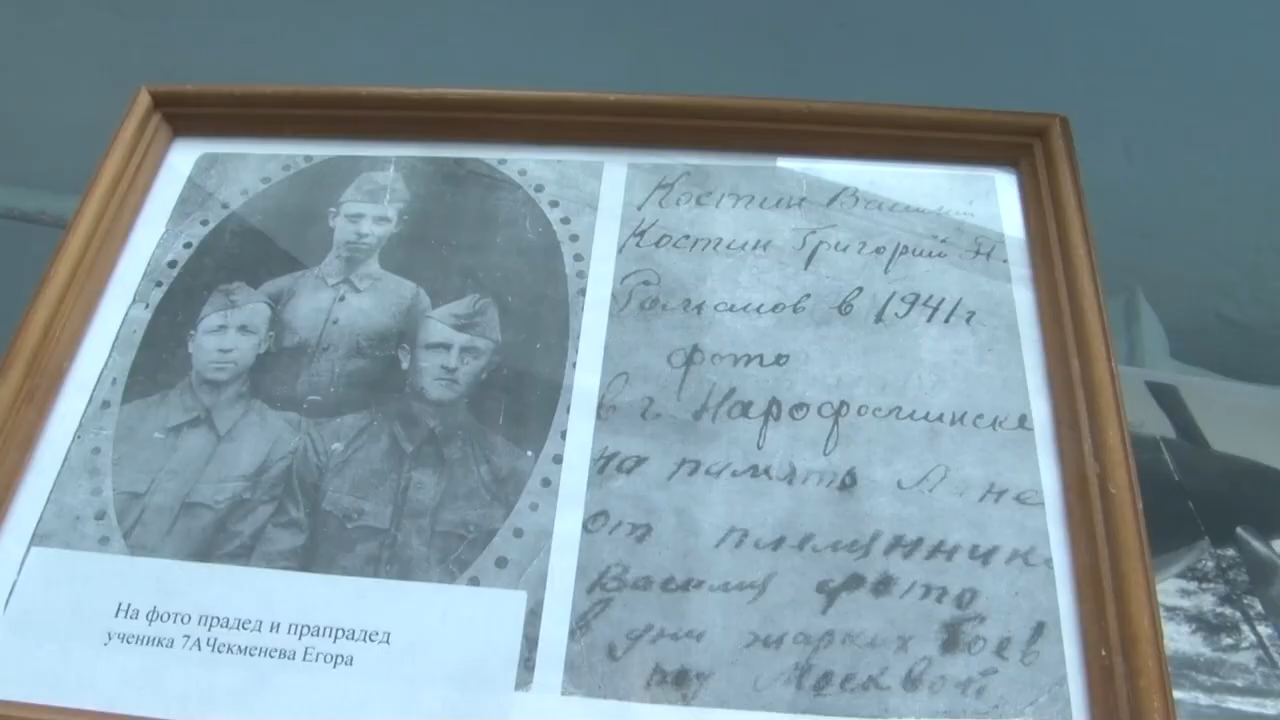 На фото прадед и прапрадед
ученика 7А Чекменева Егора
Костин Василий
Костин Григорий Н.
в 1941г
фото
в г. Нарофоминске
на память
от племянника
Василия фото
в дни жарких боев
под Москвой